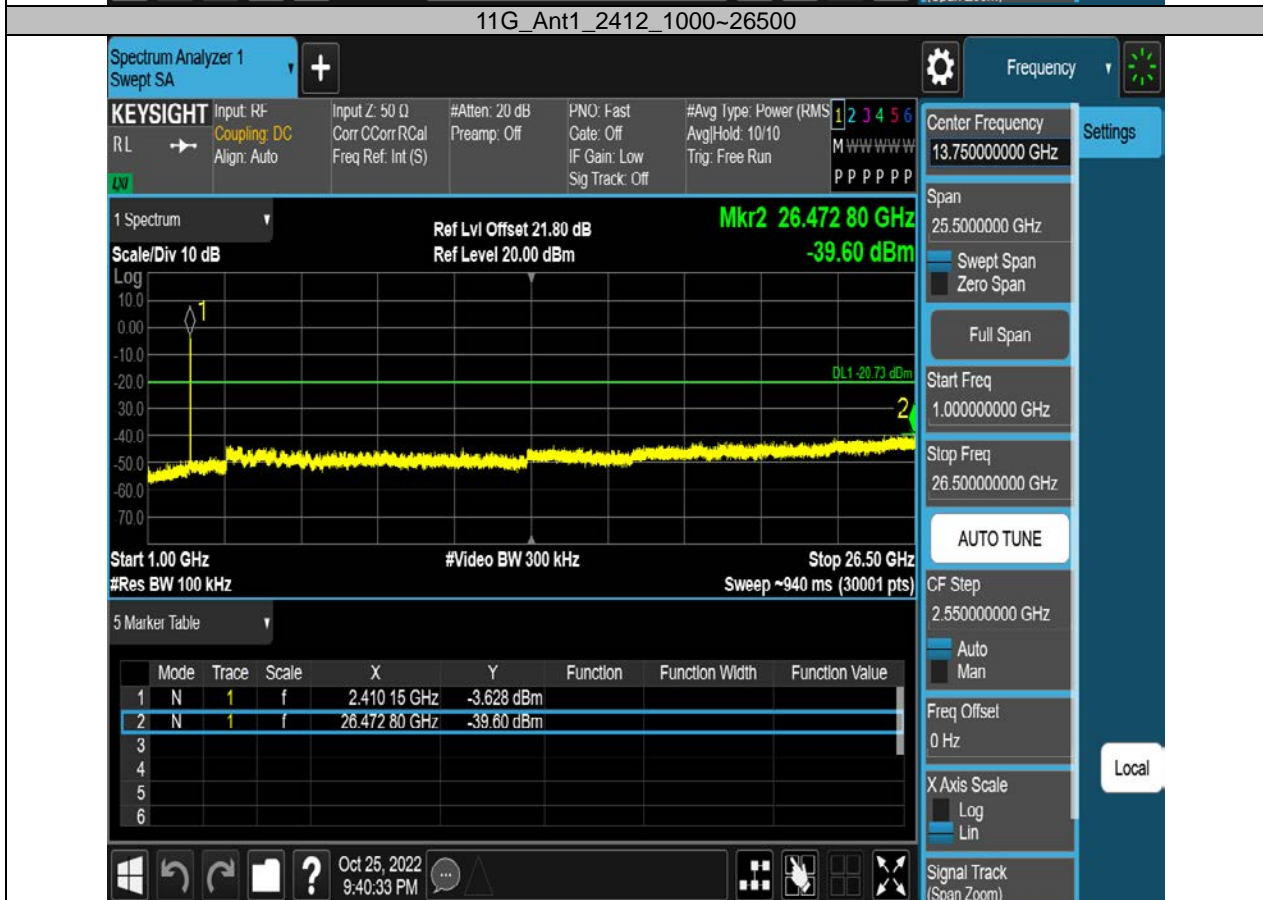 (Span Zoom)
11G_Ant1_2412_1000~26500
Spectrum Analyzer 1
Swept SA
Frequency
KEYSIGHT
RL
LXI
Input: RF
Coupling: DC
Align: Auto
Input Z: 50 Ω
Corr CCorr RCal
Freq Ref: Int (S)
#Atten: 20 dB
Preamp: Off
PNO: Fast
Gate: Off
IF Gain: Low
Sig Track: Off
#Avg Type: Power (RMS
Avg|Hold: 10/10
Trig: Free Run
1 2 3 4 5 6
M W W W W W
P P P P P P
1 Spectrum
Scale/Div 10 dB
Ref Lvl Offset 21.80 dB
Ref Level 20.00 dBm
Mkr2 26.472 80 GHz
-39.60 dBm
Log
10.0
0.00
-10.0
-20.0
-30.0
-40.0
-50.0
-60.0
-70.0
1
DL1 -20.73 dBm
2
Start 1.00 GHz
#Video BW 300 kHz
Stop 26.50 GHz
#Res BW 100 kHz
Sweep ~940 ms (30001 pts)
5 Marker Table
Mode Trace Scale X Y Function Function Width Function Value
1 N 1 f 2.410 15 GHz -3.628 dBm
2 N 1 f 26.472 80 GHz -39.60 dBm
3
4
5
6
Oct 25, 2022
9:40:33 PM
Center Frequency
13.750000000 GHz
Settings
Span
25.5000000 GHz
Swept Span
Zero Span
Full Span
Start Freq
1.000000000 GHz
Stop Freq
26.500000000 GHz
AUTO TUNE
CF Step
2.550000000 GHz
Auto
Man
Freq Offset
0 Hz
X Axis Scale
Log
Lin
Local
Signal Track
(Span Zoom)